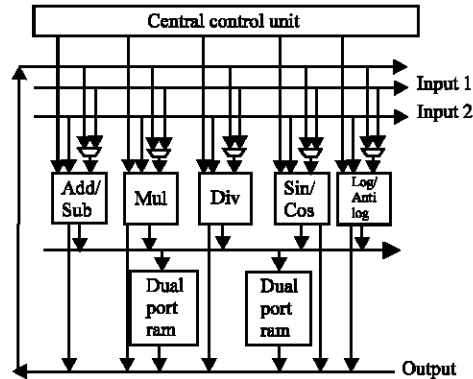 Central control unit
Input 1
Input 2
Add/
Sub
Mul
Div
Sin/
Cos
Log/
Anti
log
Dual
port
ram
Dual
port
ram
Output